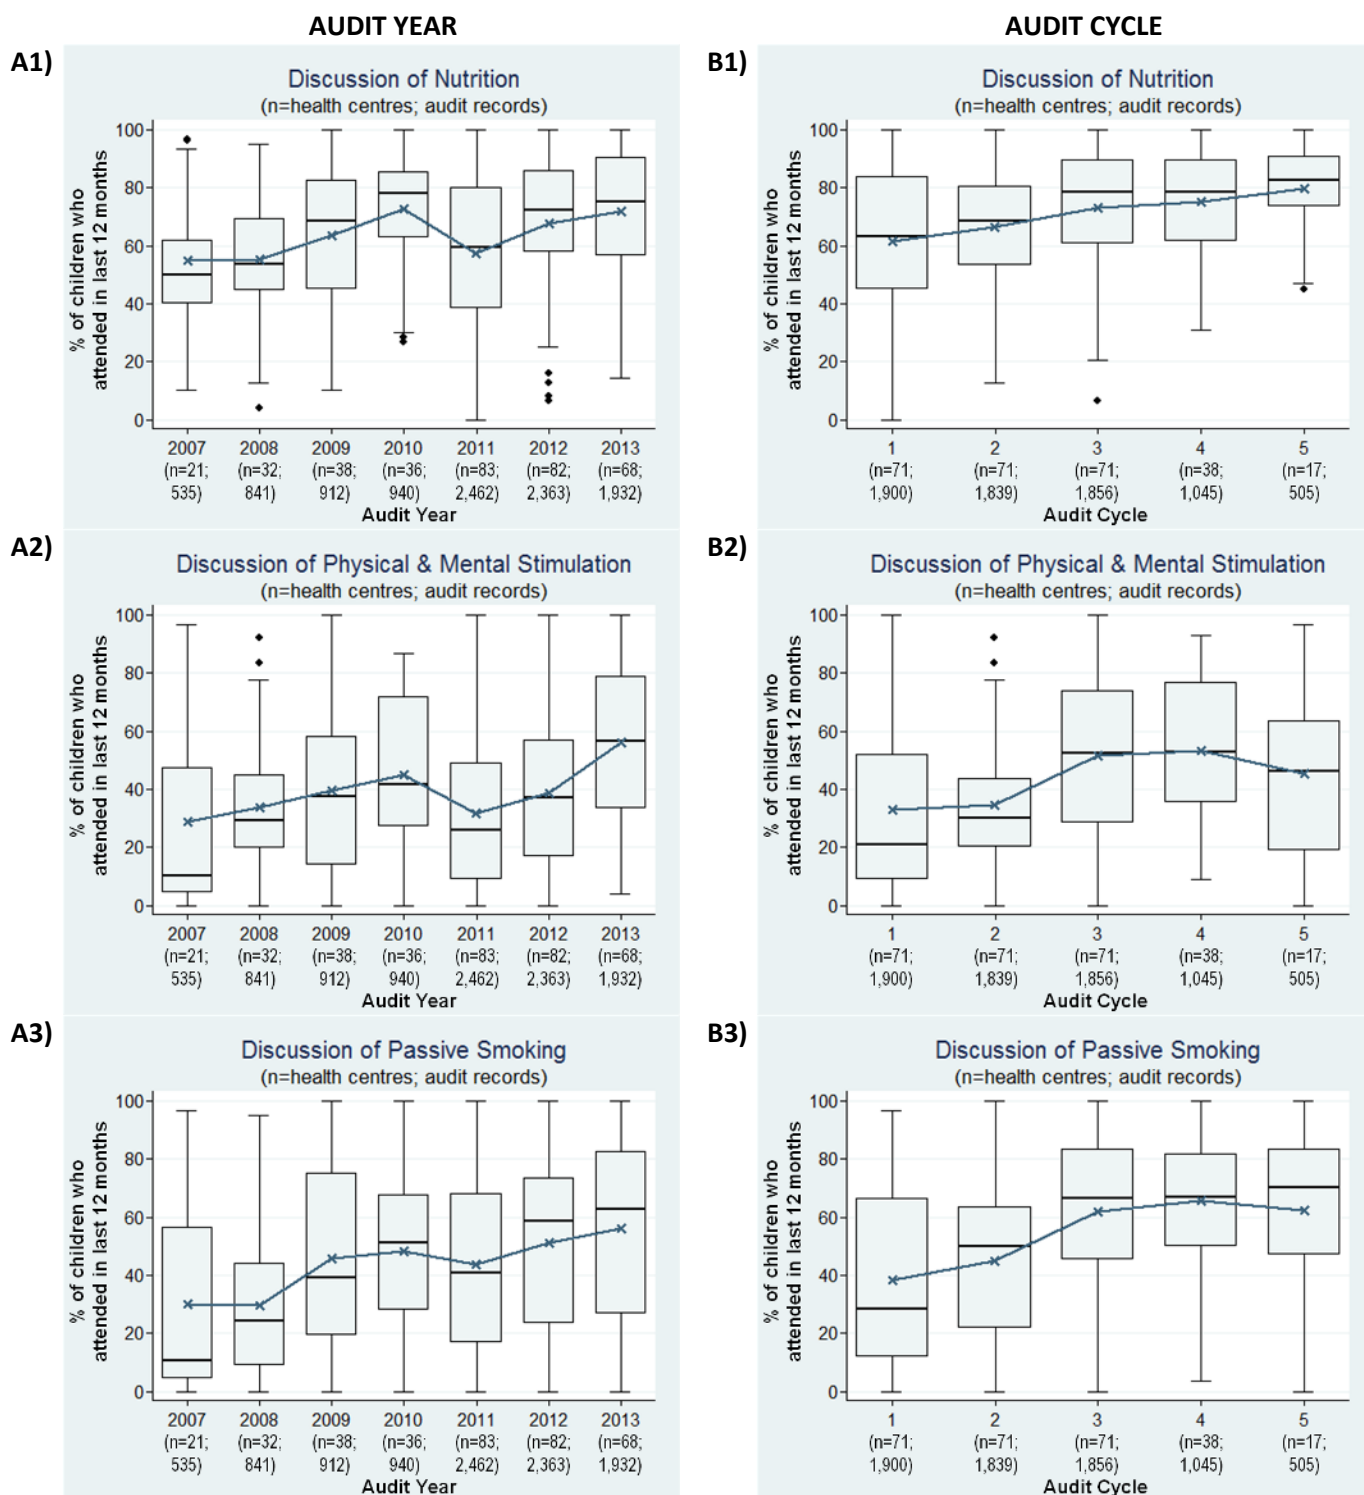 AUDIT YEAR
AUDIT CYCLE
A1)
Discussion of Nutrition
(n=health centres; audit records)
% of children who
attended in last 12 months
100
80
60
40
20
0
2007 2008 2009 2010 2011 2012 2013
(n=21; (n=32; (n=38; (n=36; (n=83; (n=82; (n=68;
535) 841) 912) 940) 2,462) 2,363) 1,932)
Audit Year
B1)
Discussion of Nutrition
(n=health centres; audit records)
% of children who
attended in last 12 months
100
80
60
40
20
0
1 2 3 4 5
(n=71; (n=71; (n=71; (n=38; (n=17;
1,900) 1,839) 1,856) 1,045) 505)
Audit Cycle
A2)
Discussion of Physical & Mental Stimulation
(n=health centres; audit records)
% of children who
attended in last 12 months
100
80
60
40
20
0
2007 2008 2009 2010 2011 2012 2013
(n=21; (n=32; (n=38; (n=36; (n=83; (n=82; (n=68;
535) 841) 912) 940) 2,462) 2,363) 1,932)
Audit Year
B2)
Discussion of Physical & Mental Stimulation
(n=health centres; audit records)
% of children who
attended in last 12 months
100
80
60
40
20
0
1 2 3 4 5
(n=71; (n=71; (n=71; (n=38; (n=17;
1,900) 1,839) 1,856) 1,045) 505)
Audit Cycle
A3)
Discussion of Passive Smoking
(n=health centres; audit records)
% of children who
attended in last 12 months
100
80
60
40
20
0
2007 2008 2009 2010 2011 2012 2013
(n=21; (n=32; (n=38; (n=36; (n=83; (n=82; (n=68;
535) 841) 912) 940) 2,462) 2,363) 1,932)
Audit Year
B3)
Discussion of Passive Smoking
(n=health centres; audit records)
% of children who
attended in last 12 months
100
80
60
40
20
0
1 2 3 4 5
(n=71; (n=71; (n=71; (n=38; (n=17;
1,900) 1,839) 1,856) 1,045) 505)
Audit Cycle